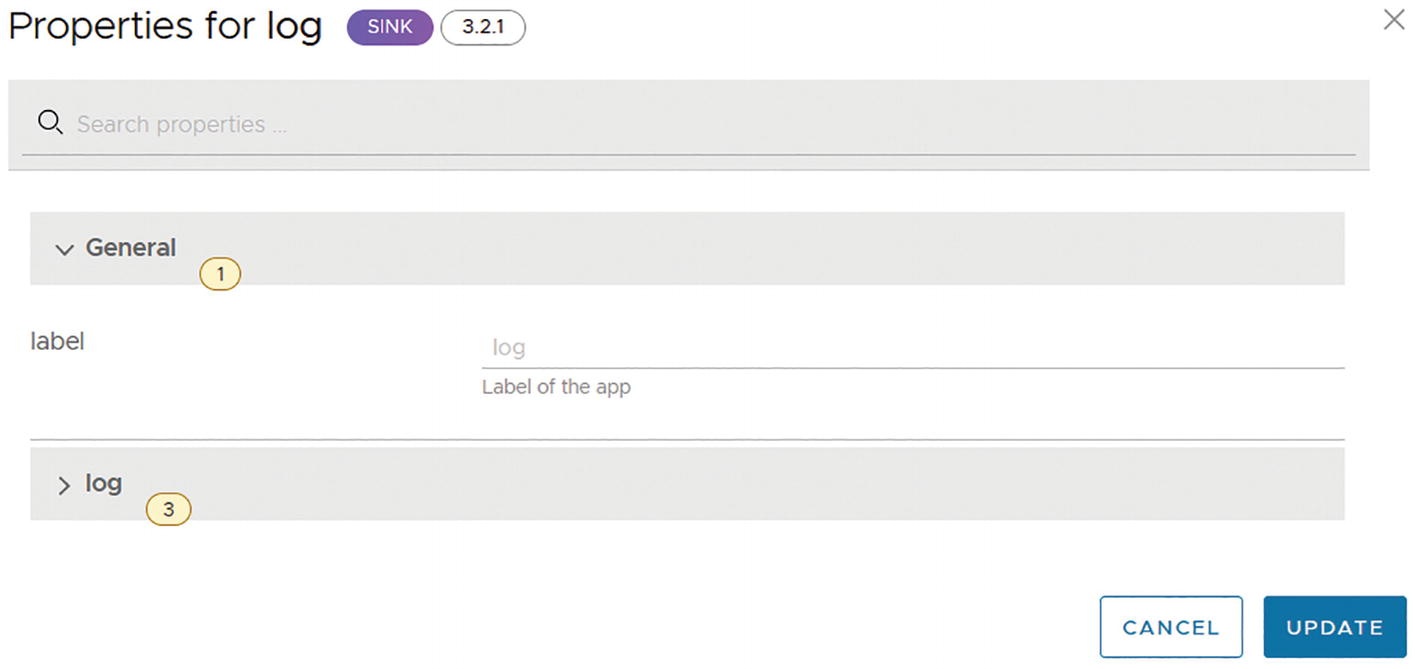 Properties for log SINK 3.2.1
Search properties ...
General
1
label
log
Label of the app
log
3
CANCEL UPDATE